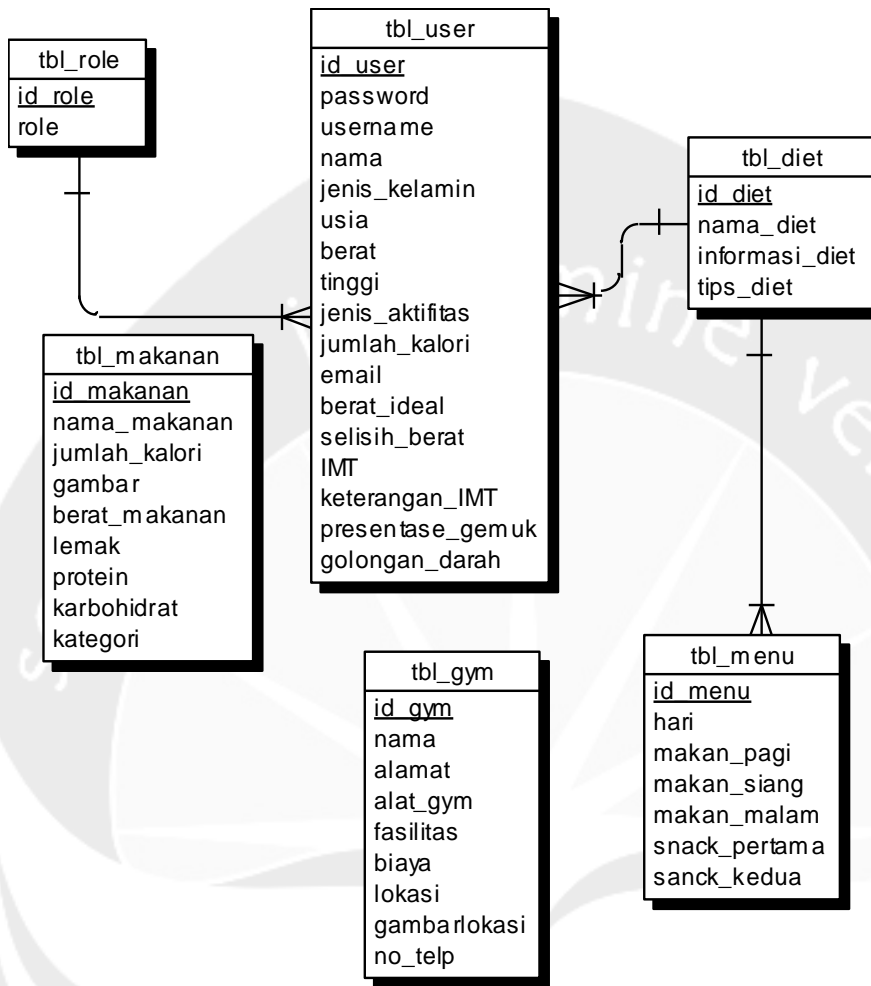 tbl_role
id_role
role
tbl_user
id_user
password
username
nama
jenis_kelamin
usia
berat
tinggi
jenis_aktifitas
jumlah_kalori
email
berat_ideal
selisih_berat
IMT
keterangan_IMT
presentase_gemuk
golongan_darah
tbl_diet
id_diet
nama_diet
informasi_diet
tips_diet
tbl_makanan
id_makanan
nama_makanan
jumlah_kalori
gambar
berat_makanan
lemak
protein
karbohidrat
kategori
tbl_gym
id_gym
nama
alamat
alat_gym
fasilitas
biaya
lokasi
gambarlokasi
no_telp
tbl_menu
id_menu
hari
makan_pagi
makan_siang
makan_malam
snack_pertama
sanck_kedua